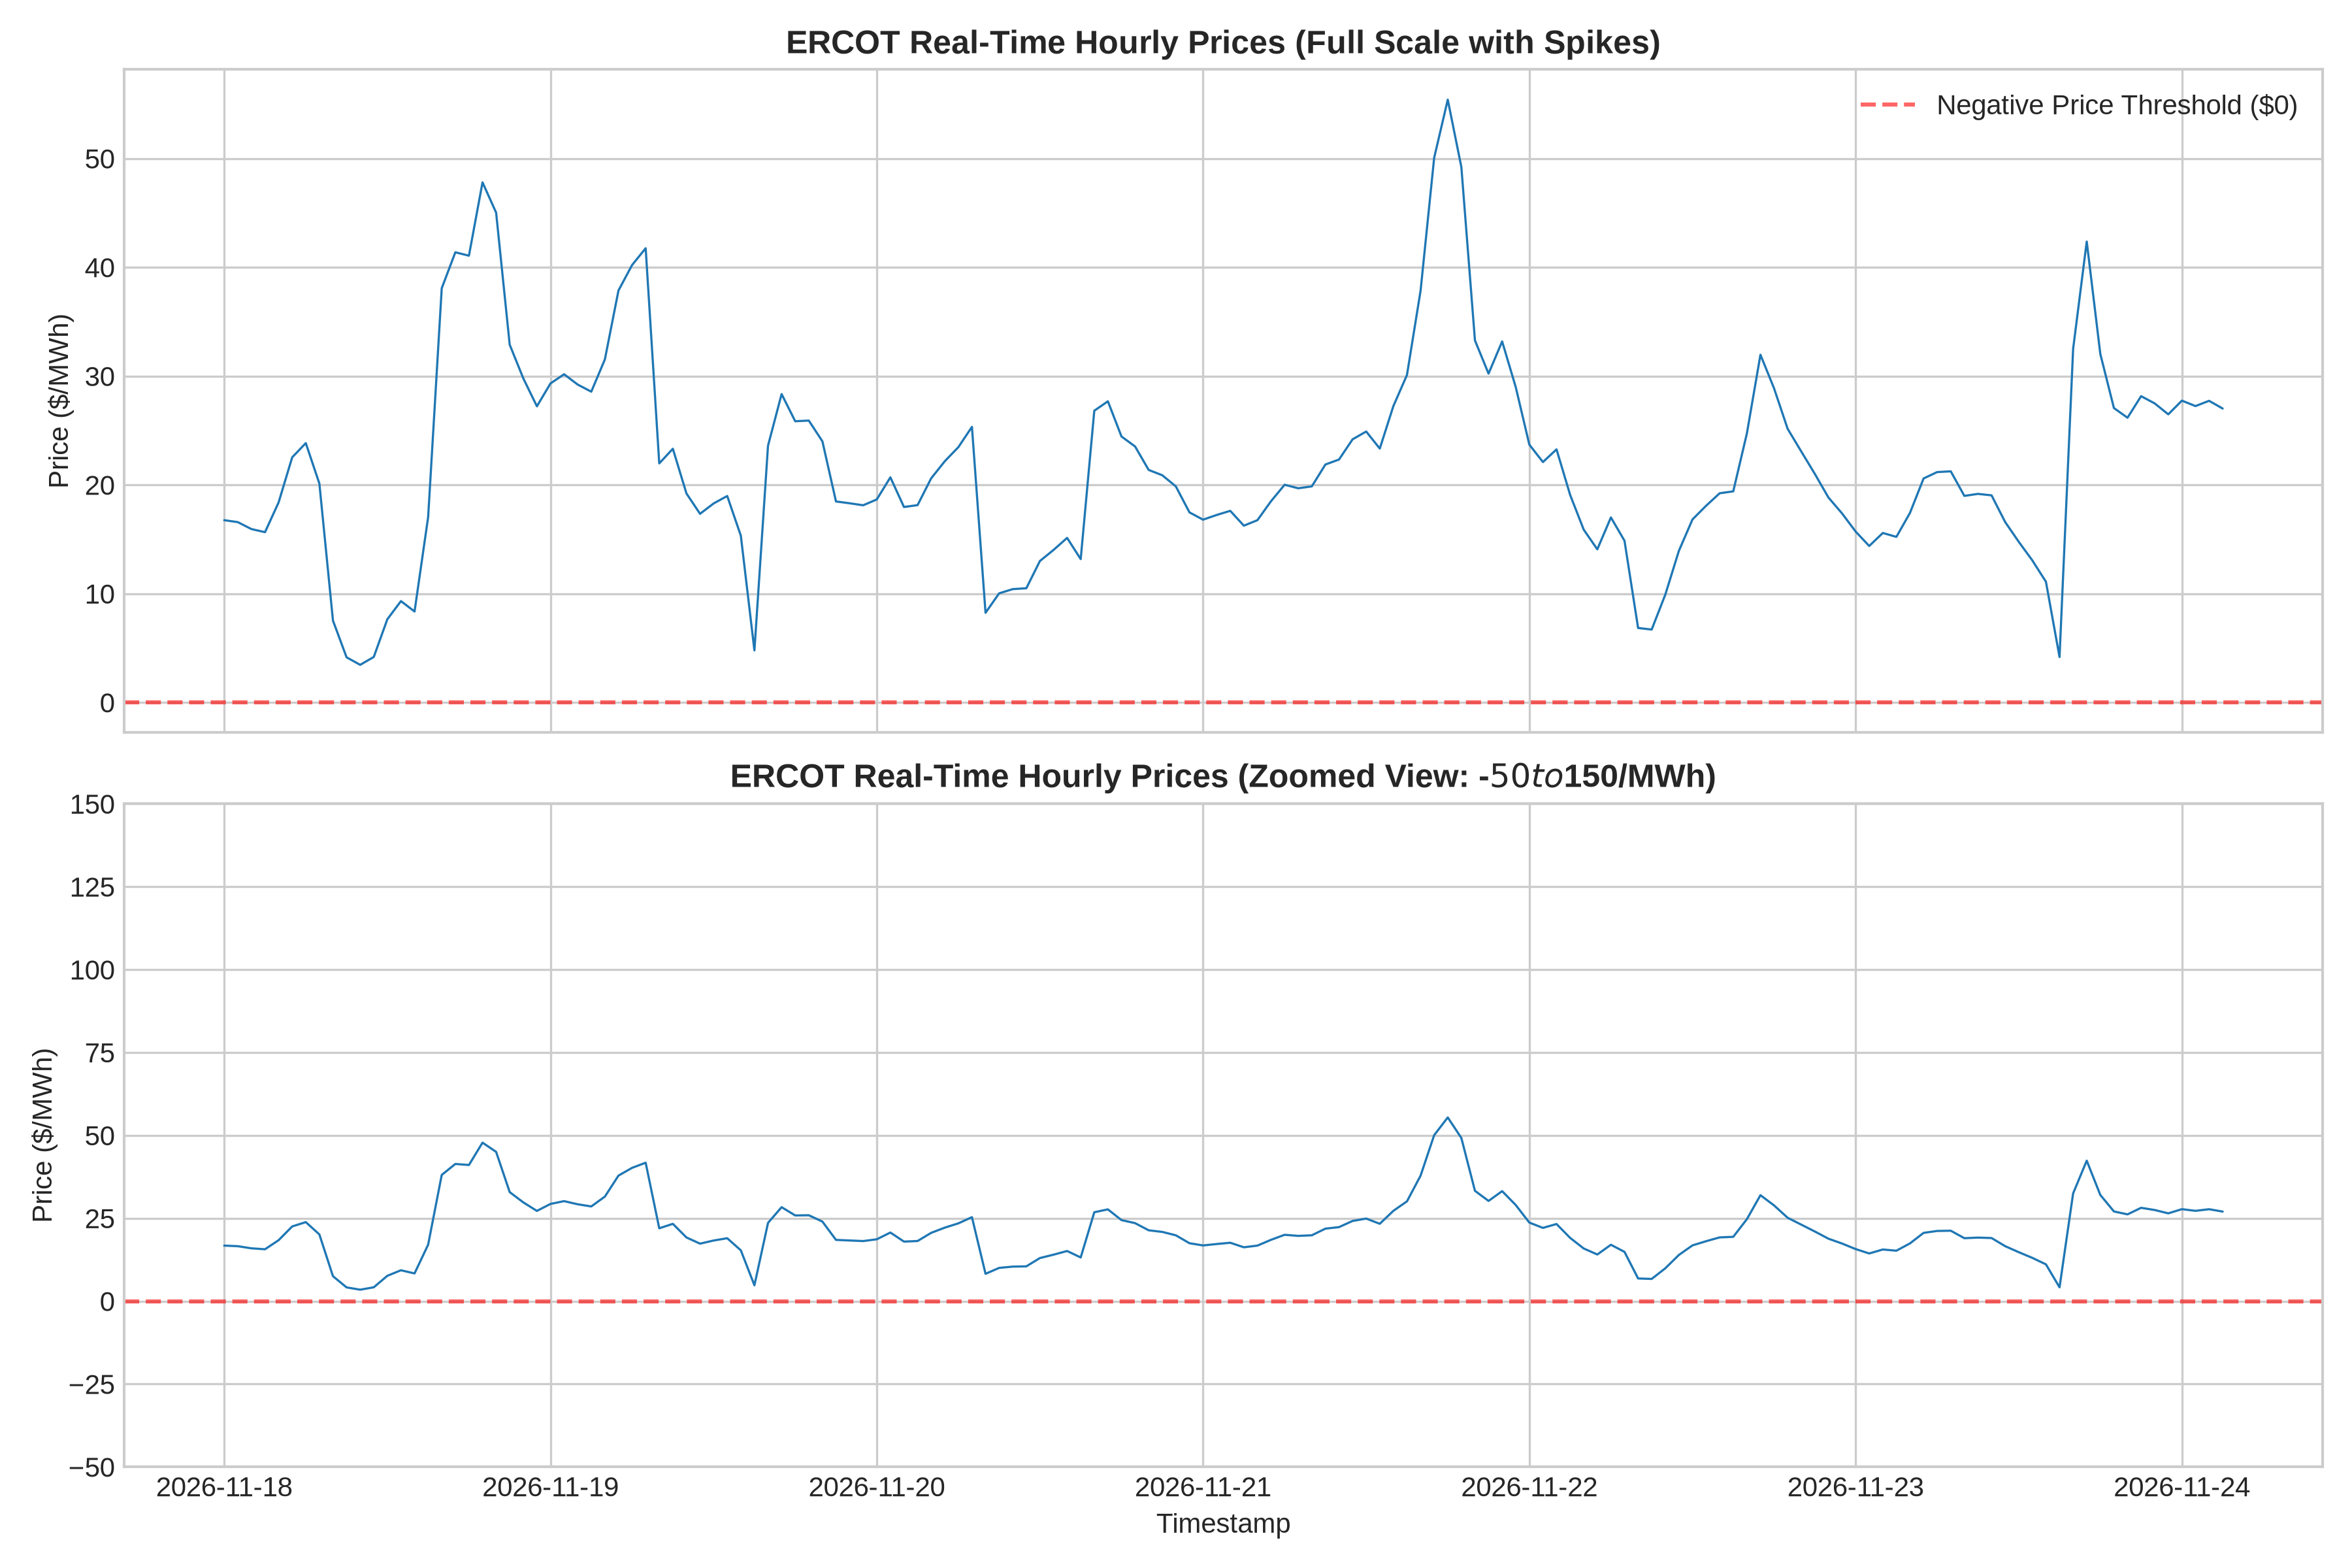 ERCOT Real-Time Hourly Prices (Full Scale with Spikes)
Negative Price Threshold ($0)
Price ($/MWh)
50
40
30
20
10
0
ERCOT Real-Time Hourly Prices (Zoomed View: -50to150/MWh)
Price ($/MWh)
150
125
100
75
50
25
0
−25
−50
2026-11-18 2026-11-19 2026-11-20 2026-11-21 2026-11-22 2026-11-23 2026-11-24
Timestamp